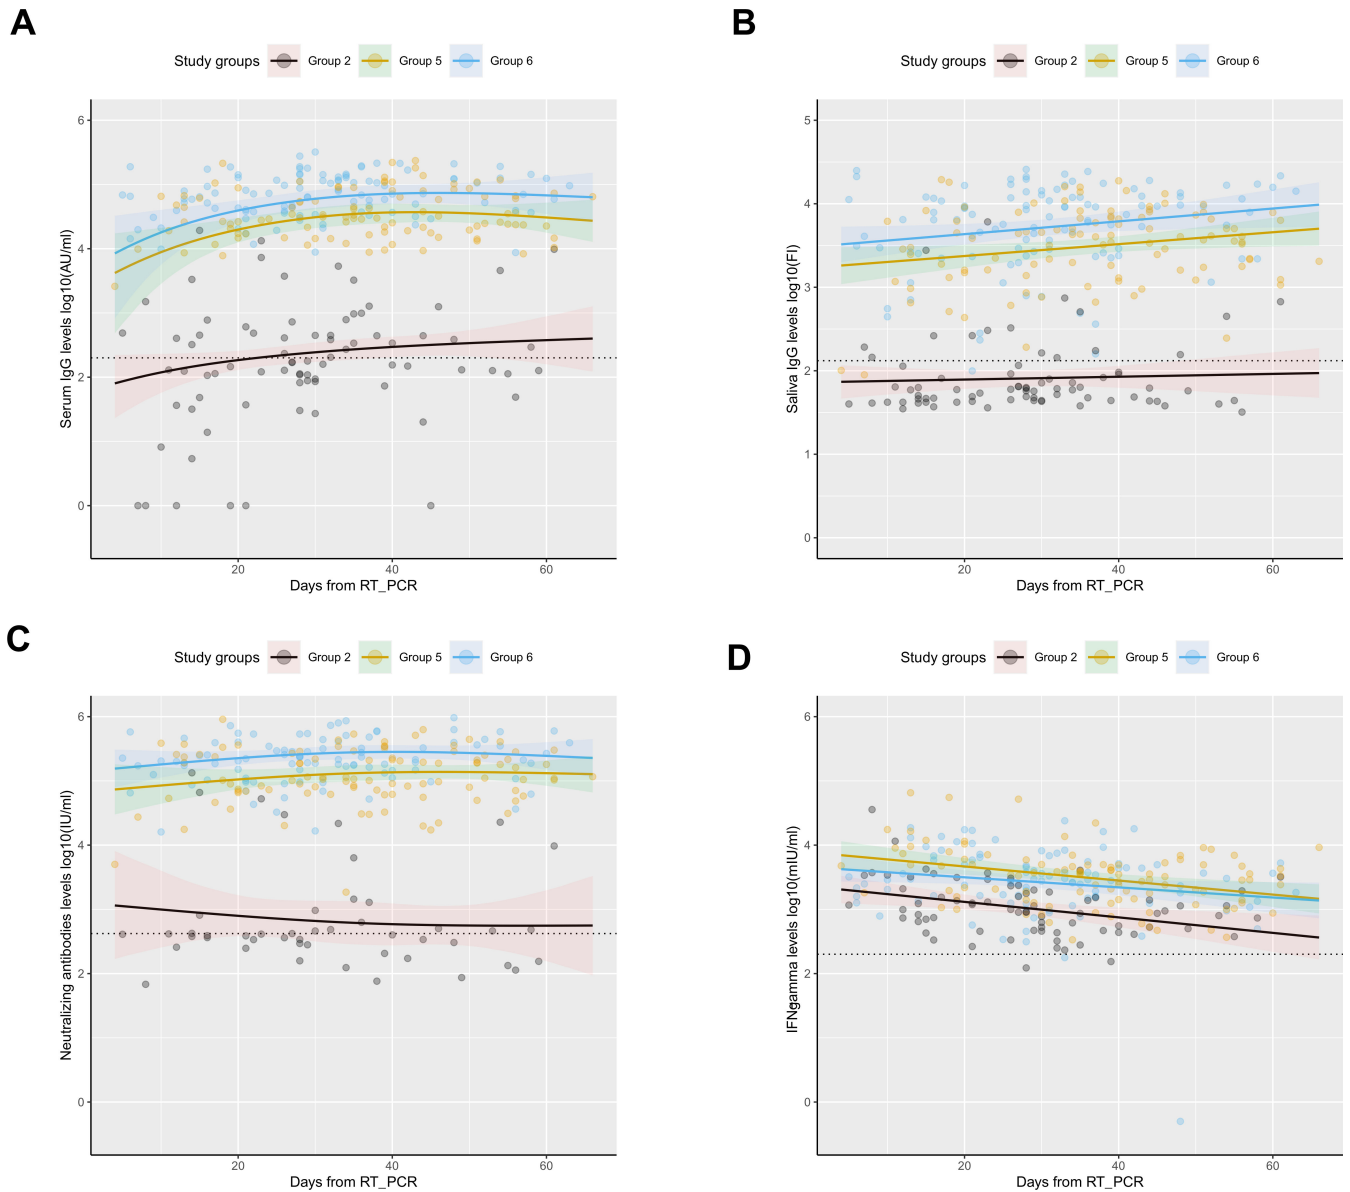 A
Study groups Group 2 Group 5 Group 6
Serum IgG levels log10(AU/ml)
6
4
2
0
20 40 60
Days from RT_PCR
B
Study groups Group 2 Group 5 Group 6
Saliva IgG levels log10(FI)
5
4
3
2
1
0
20 40 60
Days from RT_PCR
C
Study groups Group 2 Group 5 Group 6
Neutralizing antibodies levels log10(IU/ml)
6
4
2
0
20 40 60
Days from RT_PCR
D
Study groups Group 2 Group 5 Group 6
IFNgamma levels log10(mIU/ml)
6
4
2
0
20 40 60
Days from RT_PCR